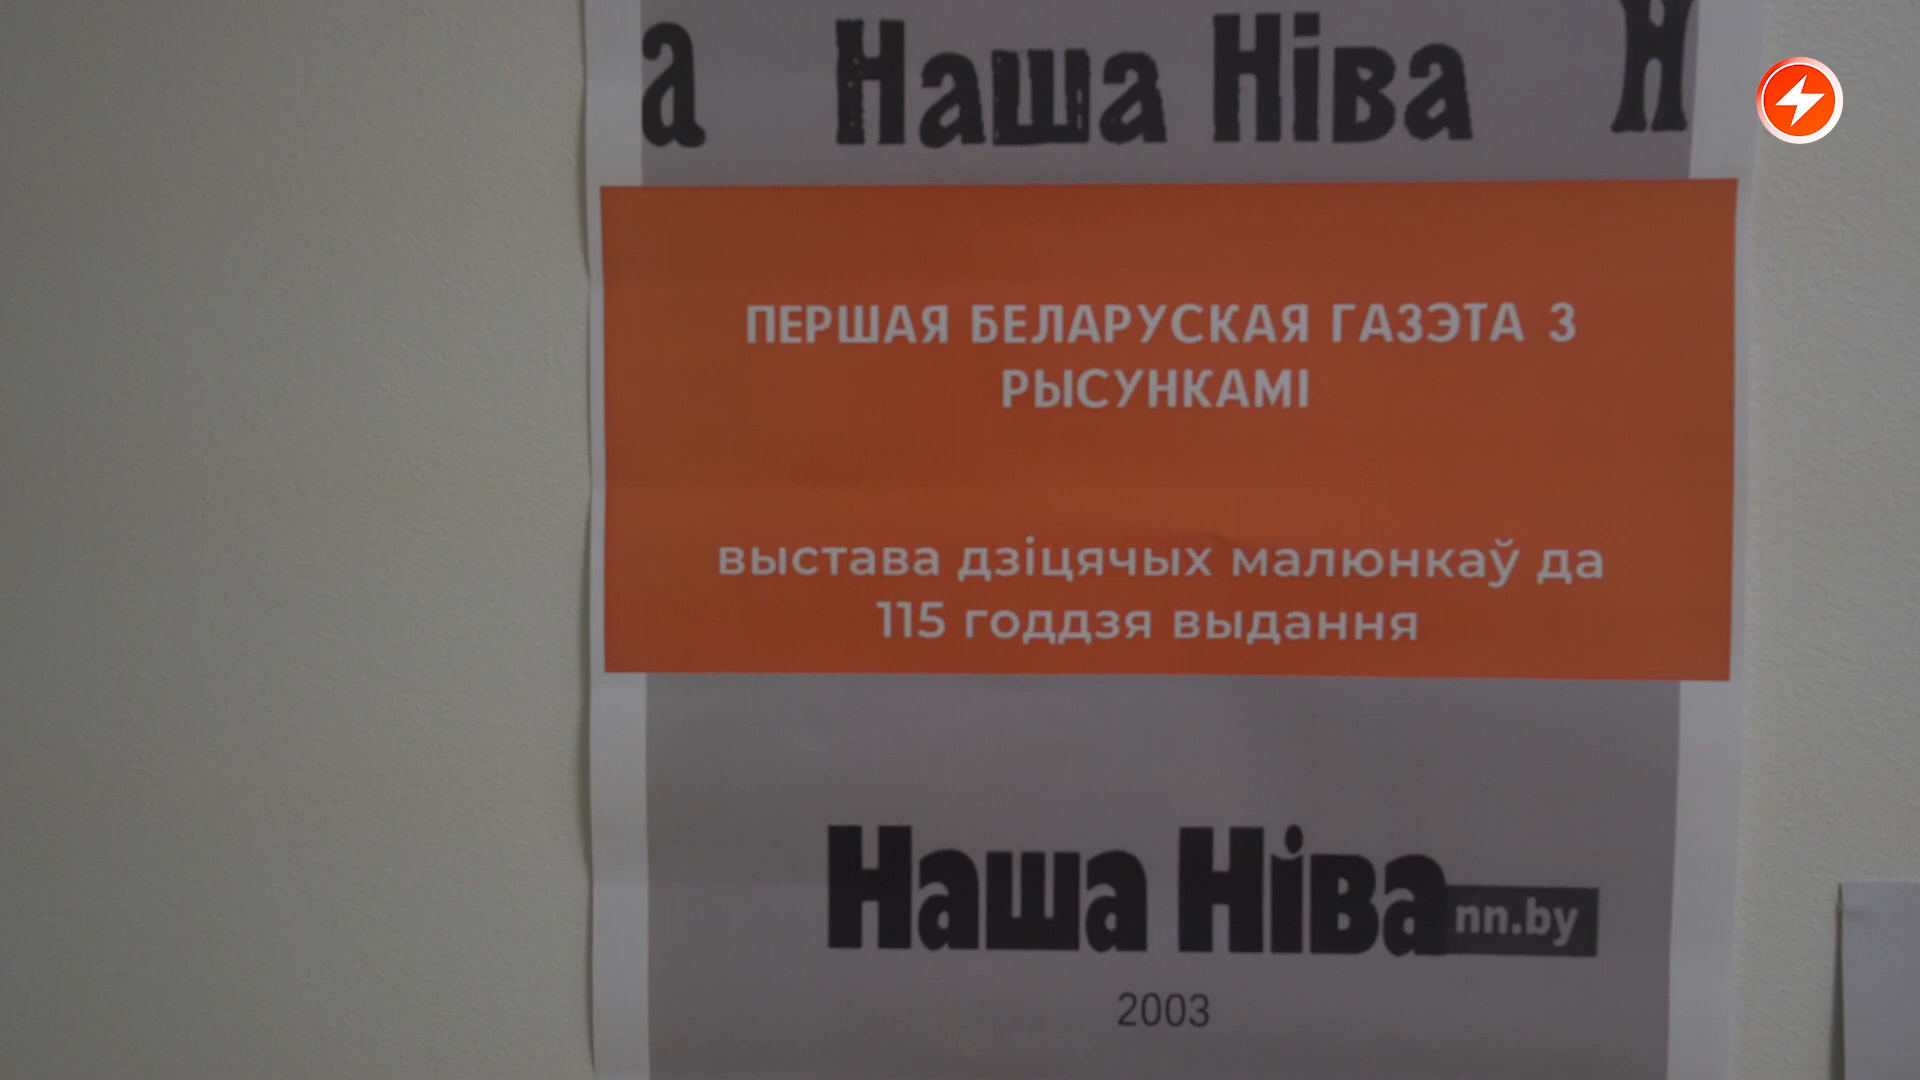 а Наша Ніва Н
ПЕРШАЯ БЕЛАРУСКАЯ ГАЗЭТА З
РЫСУНКАМІ
выстава дзіцячых малюнкаў да
115 годдзя выдання
Наша Ніва nn.by
2003